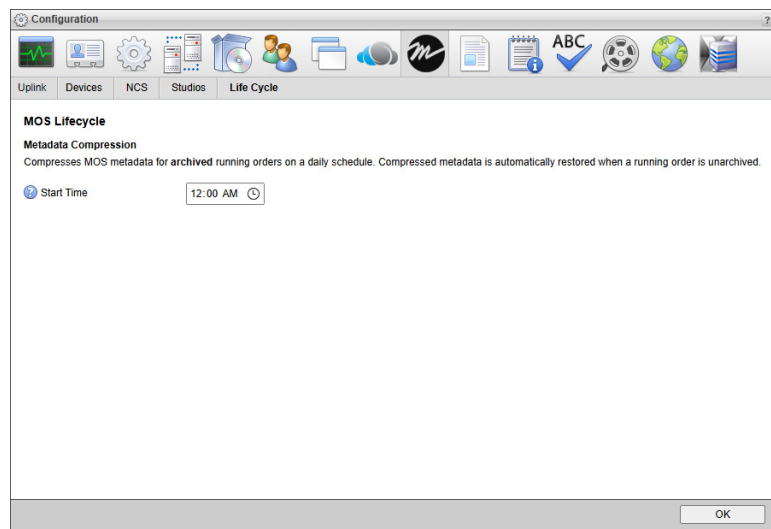 Configuration
?
ABC
Uplink Devices NCS Studios Life Cycle
MOS Lifecycle
Metadata Compression
Compresses MOS metadata for archived running orders on a daily schedule. Compressed metadata is automatically restored when a running order is unarchived.
? Start Time 12:00 AM
OK